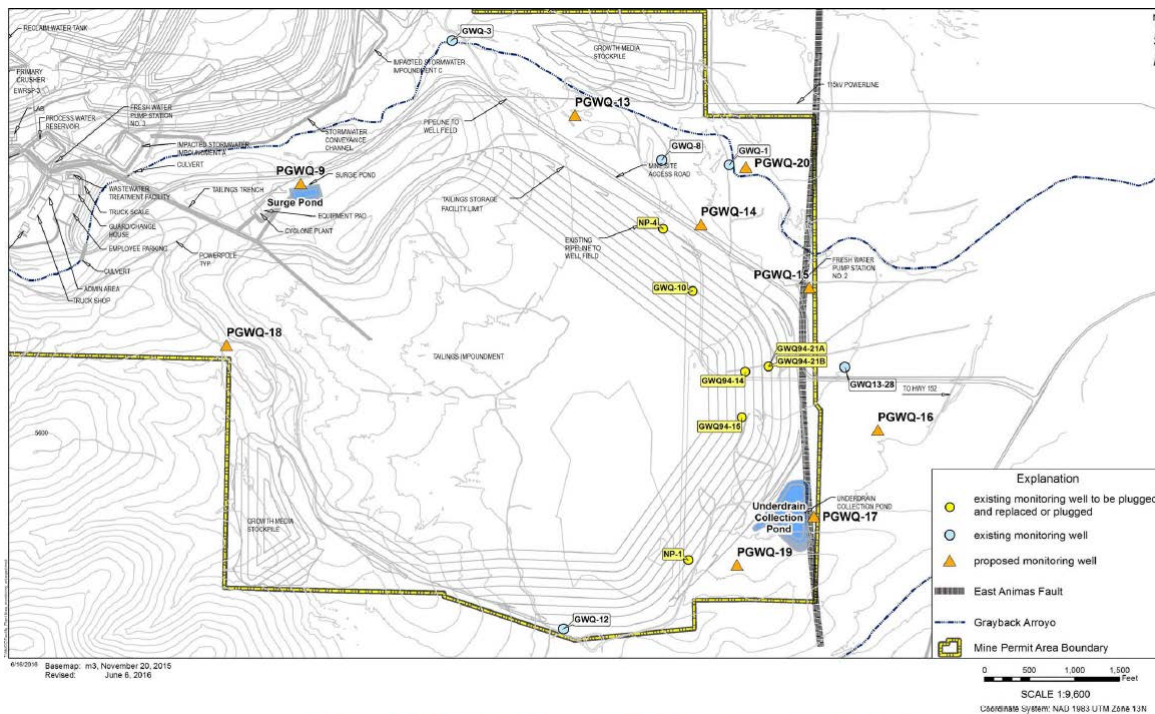 RECLAIM WATER TANK
PRIMARY
CRUSHER
EWRSP-3
LAB
PROCESS WATER
RESERVOIR
FRESH WATER
PUMP STATION
NO. 3
IMPACTED STORMWATER
IMPOUNDMENT C
GWQ-3
GROWTH MEDIA
STOCKPILE
115kV POWERLINE
PGWQ-13
PIPELINE TO
WELL FIELD
STORMWATER
CONVEYANCE
CHANNEL
IMPACTED STORMWATER
IMPOUNDMENT A
CULVERT
GWQ-8
GWQ-1
PGWQ-20
MINE SITE
ACCESS ROAD
PGWQ-9
SURGE POND
Surge Pond
TAILINGS TRENCH
WASTEWATER
TREATMENT FACILITY
TRUCK SCALE
GUARD/CHANGE
HOUSE
EMPLOYEE PARKING
CULVERT
ADMIN AREA
TRUCK SHOP
EQUIPMENT PAD
CYCLONE PLANT
POWERPOLE
TYP.
TAILINGS STORAGE
FACILITY LIMIT
PGWQ-14
NP-4
EXISTING
PIPELINE TO
WELL FIELD
FRESH WATER
PUMP STATION
NO. 2
PGWQ-15
GWQ-10
PGWQ-18
TAILINGS IMPOUNDMENT
GWQ94-21A
GWQ94-21B
GWQ94-14
GWQ13-28
TO HWY 152
GWQ94-15
PGWQ-16
5600
GROWTH MEDIA
STOCKPILE
Underdrain
Collection
Pond
UNDERDRAIN
COLLECTION POND
PGWQ-17
NP-1
PGWQ-19
GWQ-12
Explanation
existing monitoring well to be plugged
and replaced or plugged
existing monitoring well
proposed monitoring well
East Animas Fault
Grayback Arroyo
Mine Permit Area Boundary
6/16/2016
Basemap: m3, November 20, 2015
Revised: June 6, 2016
0 500 1,000 1,500
Feet
SCALE 1:9,600
Coordinate System: NAD 1983 UTM Zone 13N